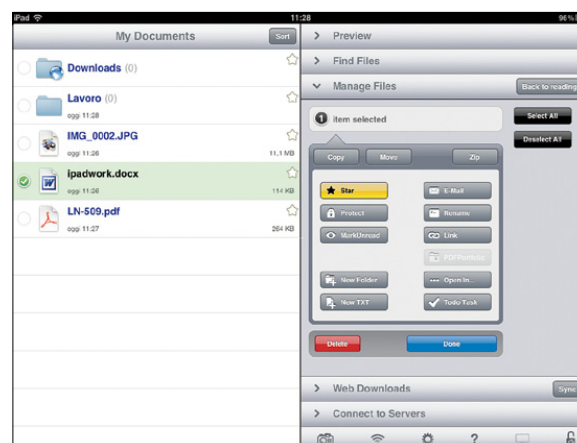 iPad 11:28 96%
My Documents Sort
Downloads (0)
Lavoro (0)
oggi 11:28
IMG_0002.JPG
oggi 11:26 11,1 MB
ipadwork.docx
oggi 11:26 114 KB
LN-509.pdf
oggi 11:27 264 KB
Preview
Find Files
Manage Files Back to reading
1 item selected Select All
Deselect All
Copy Move Zip
Star E-Mail
Protect Rename
MarkUnread Link
PDFPortfolio
New Folder Open In...
New TXT Todo Task
Delete Done
Web Downloads Sync
Connect to Servers
?